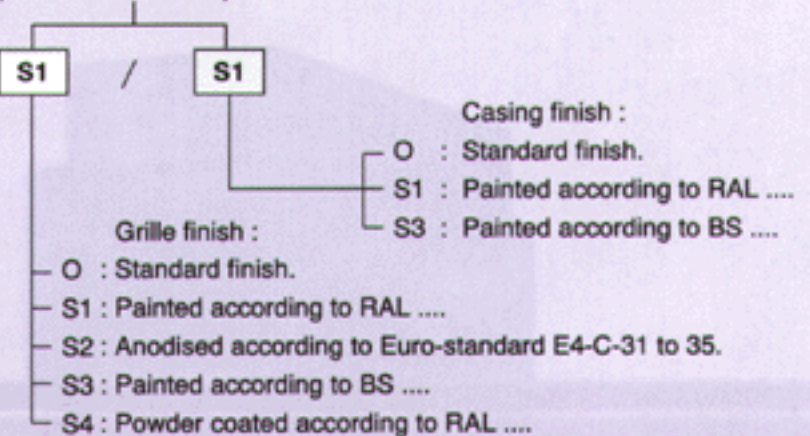 S1 / S1
Casing finish :
O : Standard finish.
S1 : Painted according to RAL ....
S3 : Painted according to BS ....
Grille finish :
O : Standard finish.
S1 : Painted according to RAL ....
S2 : Anodised according to Euro-standard E4-C-31 to 35.
S3 : Painted according to BS ....
S4 : Powder coated according to RAL ....